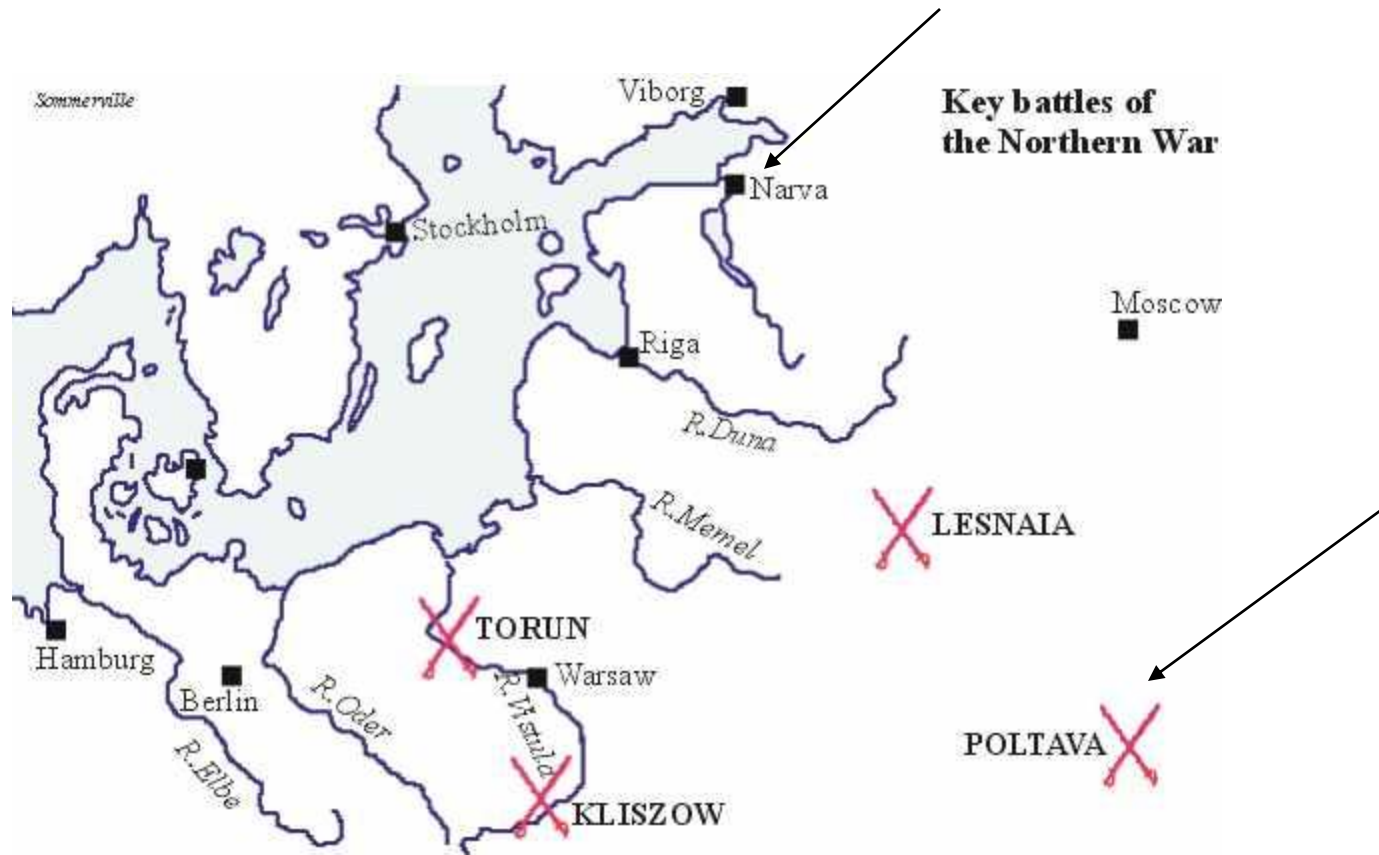 Sommerville
Viborg
Key battles of
the Northern War
Narva
Stockholm
Moscow
Riga
R.Duna
R.Memel
LESNAIA
TORUN
Hamburg
Warsaw
Berlin
R.Oder
R.Vistula
R.Elbe
POLTAVA
KLISZOW